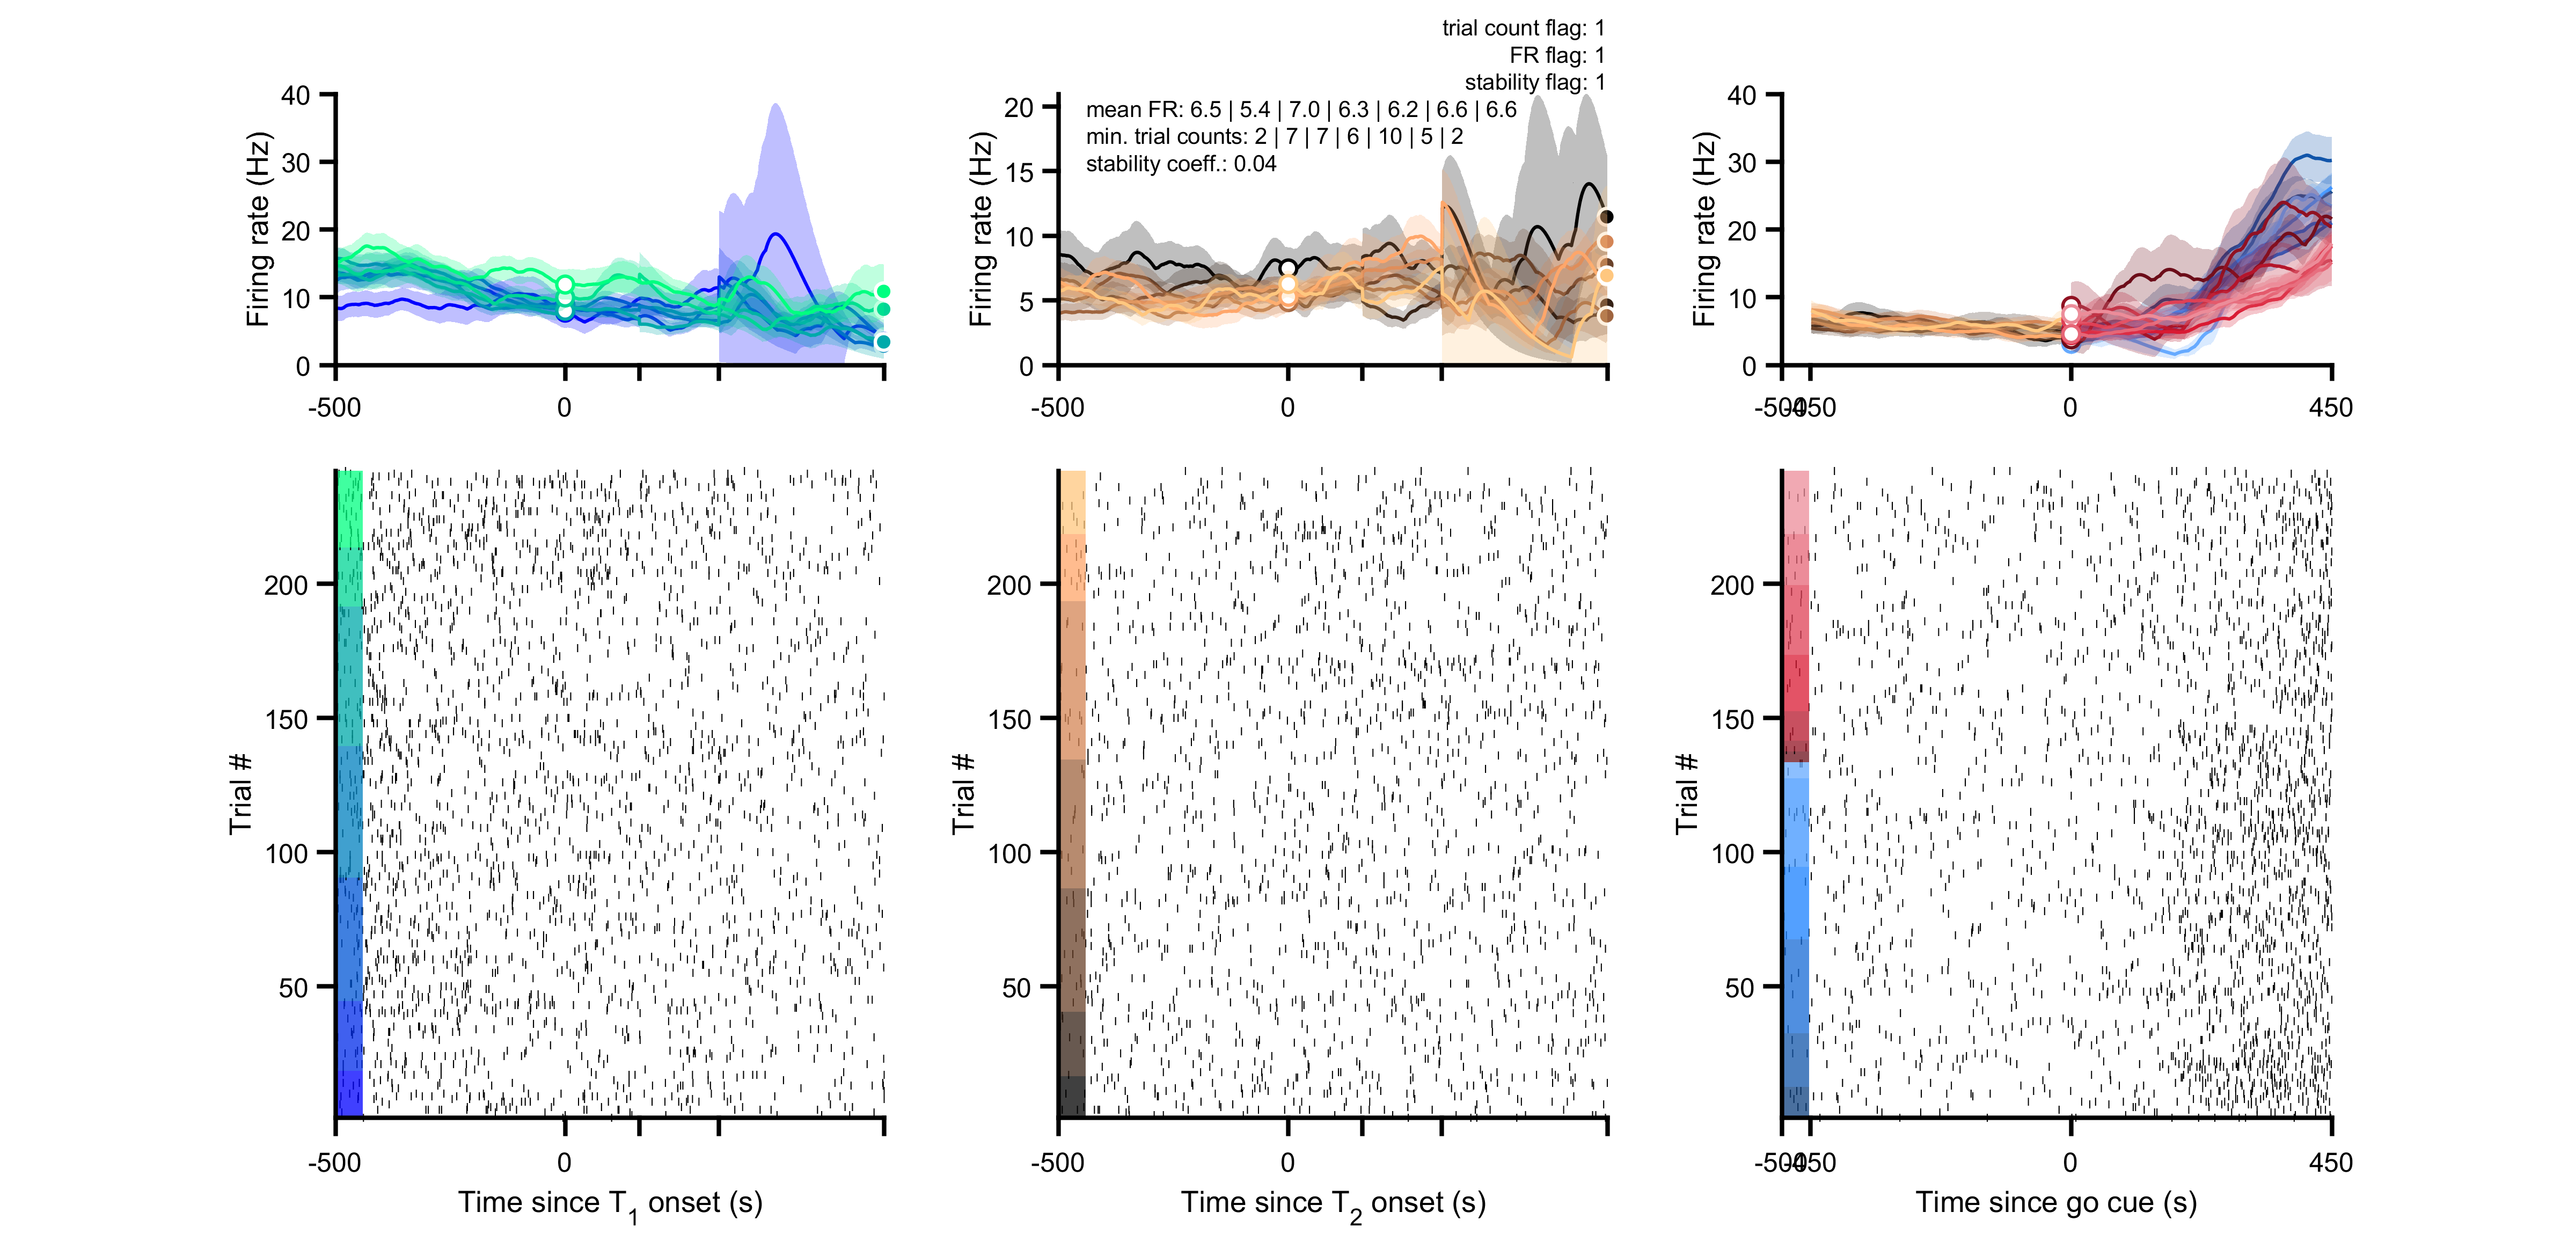 trial count flag: 1
FR flag: 1
stability flag: 1
mean FR: 6.5 | 5.4 | 7.0 | 6.3 | 6.2 | 6.6 | 6.6
min. trial counts: 2 | 7 | 7 | 6 | 10 | 5 | 2
stability coeff.: 0.04
Firing rate (Hz)
40
30
20
10
0
-500
0
Firing rate (Hz)
20
15
10
5
0
-500
0
Firing rate (Hz)
40
30
20
10
0
-500
-450
0
450
Trial #
200
150
100
50
-500
0
Time since T1 onset (s)
Trial #
200
150
100
50
-500
0
Time since T2 onset (s)
Trial #
200
150
100
50
-500
-450
0
450
Time since go cue (s)